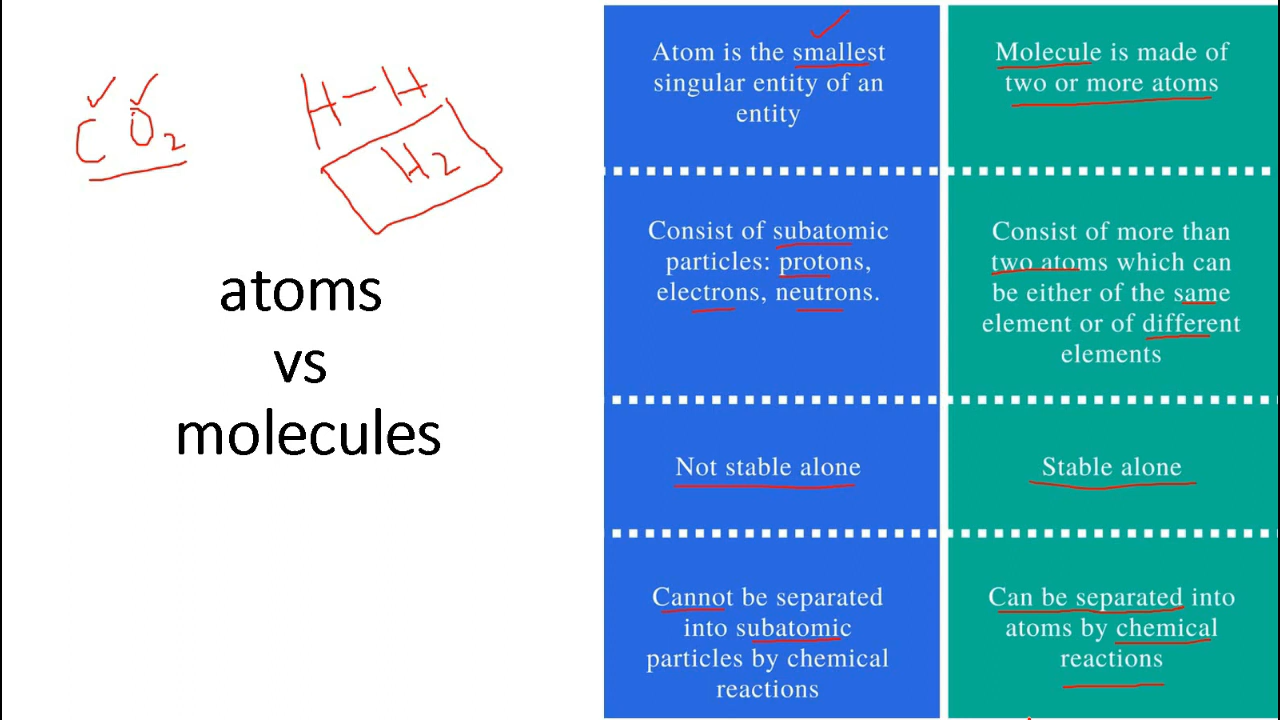 CO2
H-H
H2
atoms
vs
molecules
Atom is the smallest
singular entity of an
entity
Consist of subatomic
particles: protons,
electrons, neutrons.
Not stable alone
Cannot be separated
into subatomic
particles by chemical
reactions
Molecule is made of
two or more atoms
Consist of more than
two atoms which can
be either of the same
element or of different
elements
Stable alone
Can be separated into
atoms by chemical
reactions